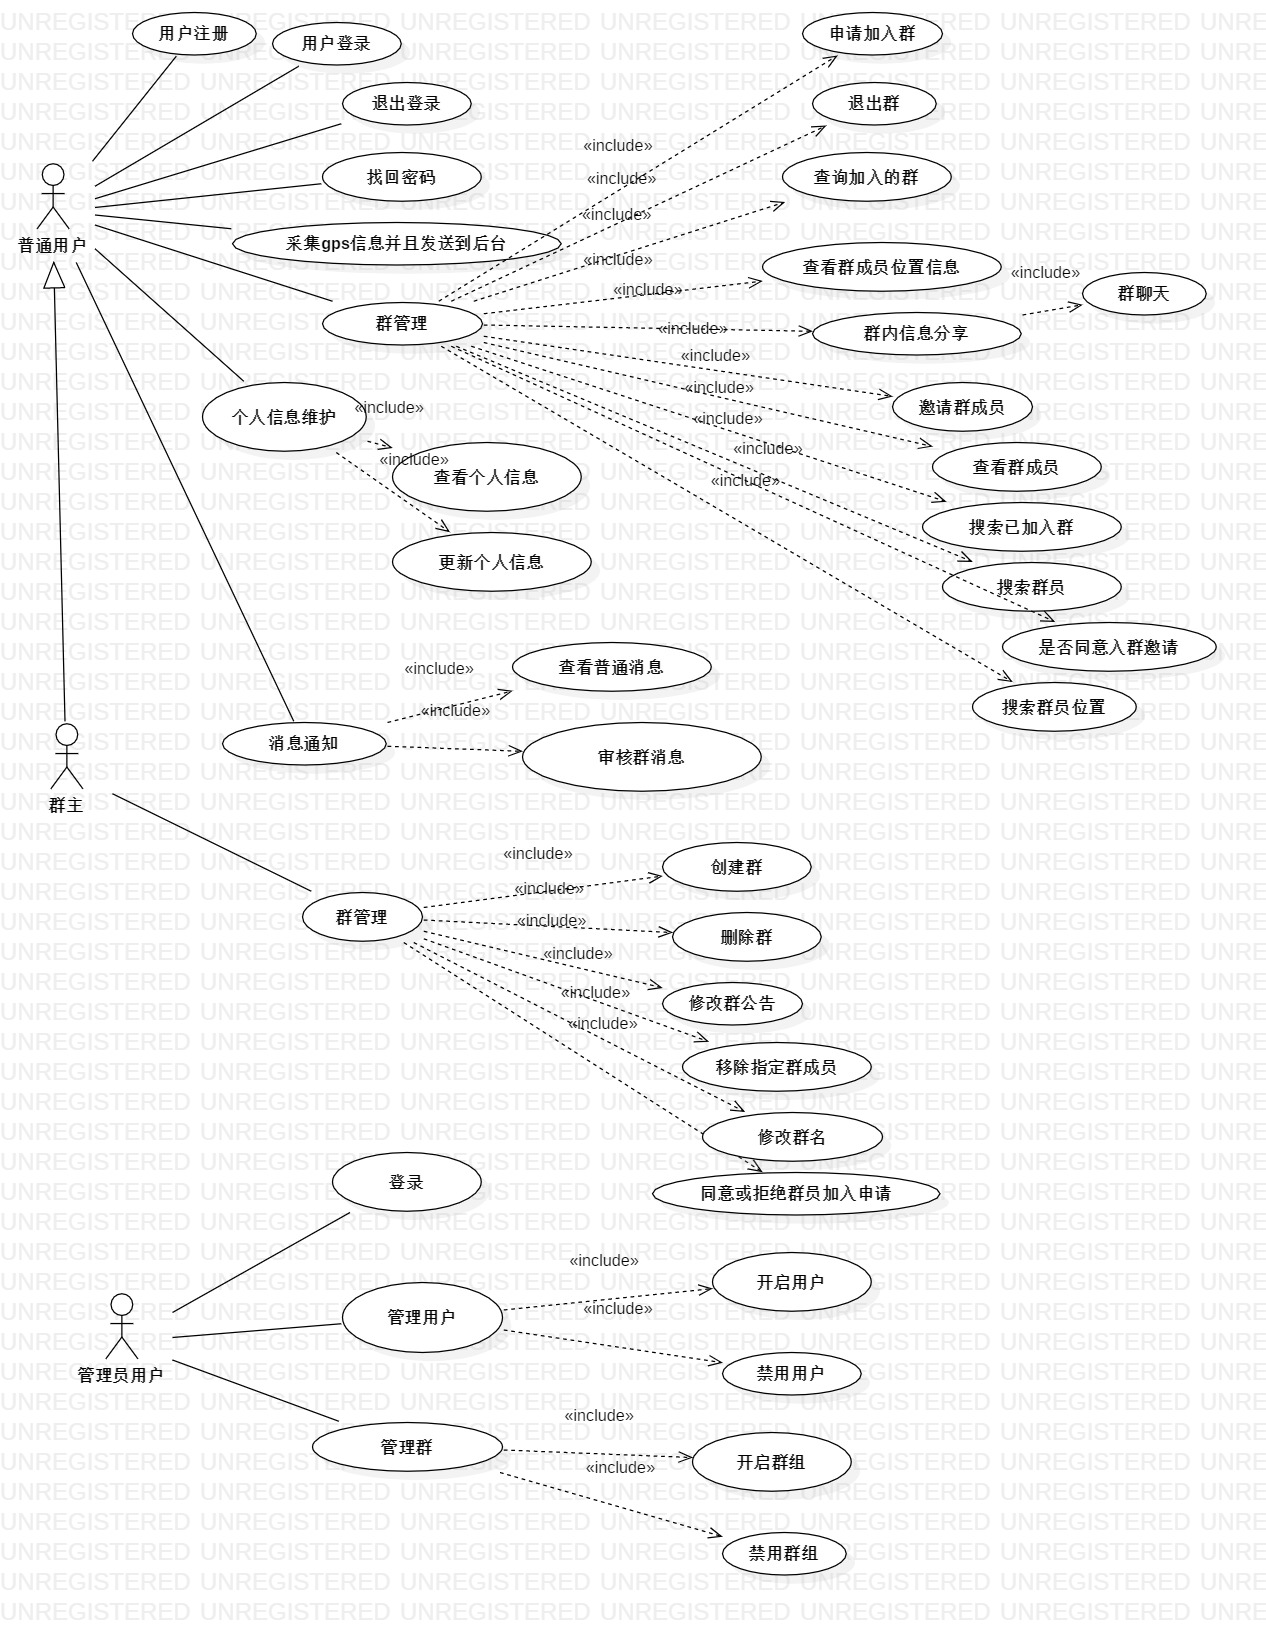 用户注册
用户登录
退出登录
找回密码
采集gps信息并且发送到后台
普通用户
群管理
申请加入群
退出群
查询加入的群
查看群成员位置信息
群内信息分享
群聊天
邀请群成员
查看群成员
搜索已加入群
搜索群员
是否同意入群邀请
搜索群员位置
«include»
«include»
«include»
«include»
«include»
«include»
«include»
«include»
«include»
«include»
«include»
«include»
个人信息维护
«include»
«include»
查看个人信息
更新个人信息
消息通知
«include»
«include»
查看普通消息
审核群消息
群主
群管理
«include»
«include»
«include»
«include»
«include»
«include»
创建群
删除群
修改群公告
移除指定群成员
修改群名
同意或拒绝群员加入申请
管理员用户
登录
管理用户
«include»
«include»
开启用户
禁用用户
管理群
«include»
«include»
开启群组
禁用群组
UNREGISTERED